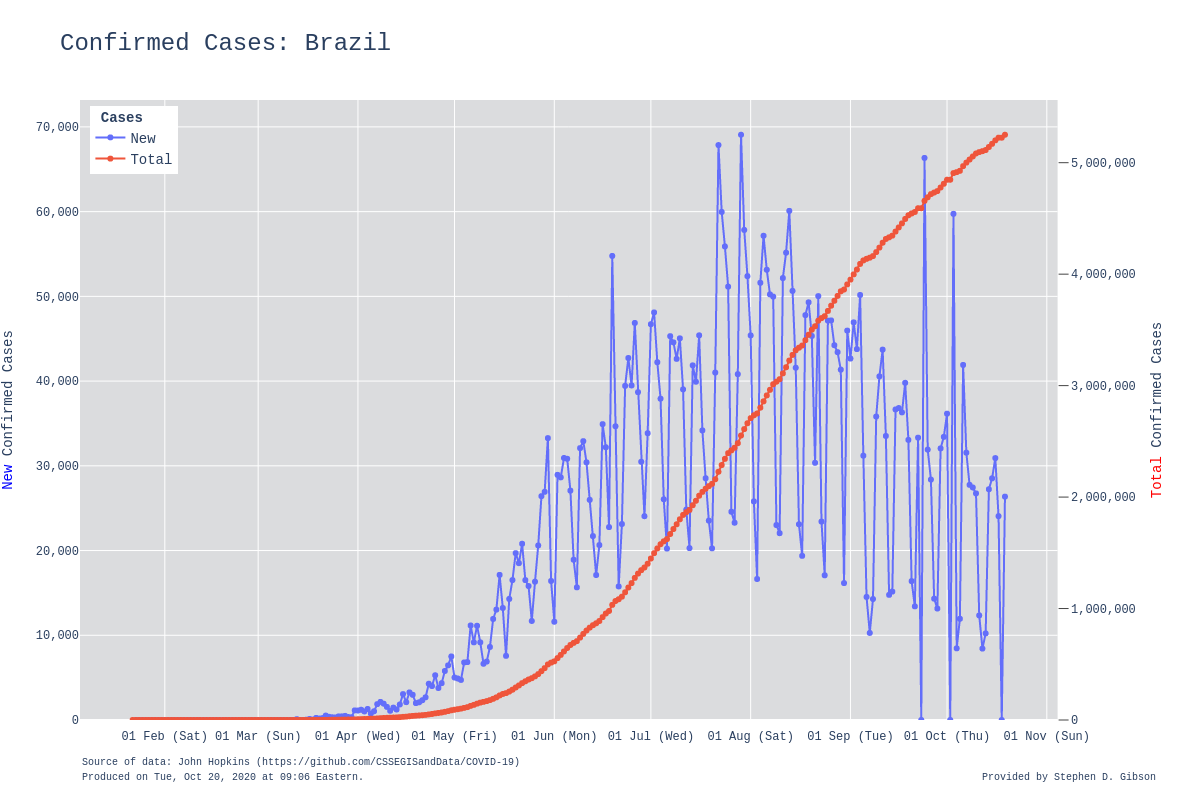 Confirmed Cases: Brazil
Cases
New
Total
70,000
60,000
50,000
40,000
30,000
20,000
10,000
0
New Confirmed Cases
5,000,000
4,000,000
3,000,000
2,000,000
1,000,000
0
Total Confirmed Cases
01 Feb (Sat) 01 Mar (Sun) 01 Apr (Wed) 01 May (Fri) 01 Jun (Mon) 01 Jul (Wed) 01 Aug (Sat) 01 Sep (Tue) 01 Oct (Thu) 01 Nov (Sun)
Source of data: John Hopkins (https://github.com/CSSEGISandData/COVID-19)
Produced on Tue, Oct 20, 2020 at 09:06 Eastern.
Provided by Stephen D. Gibson